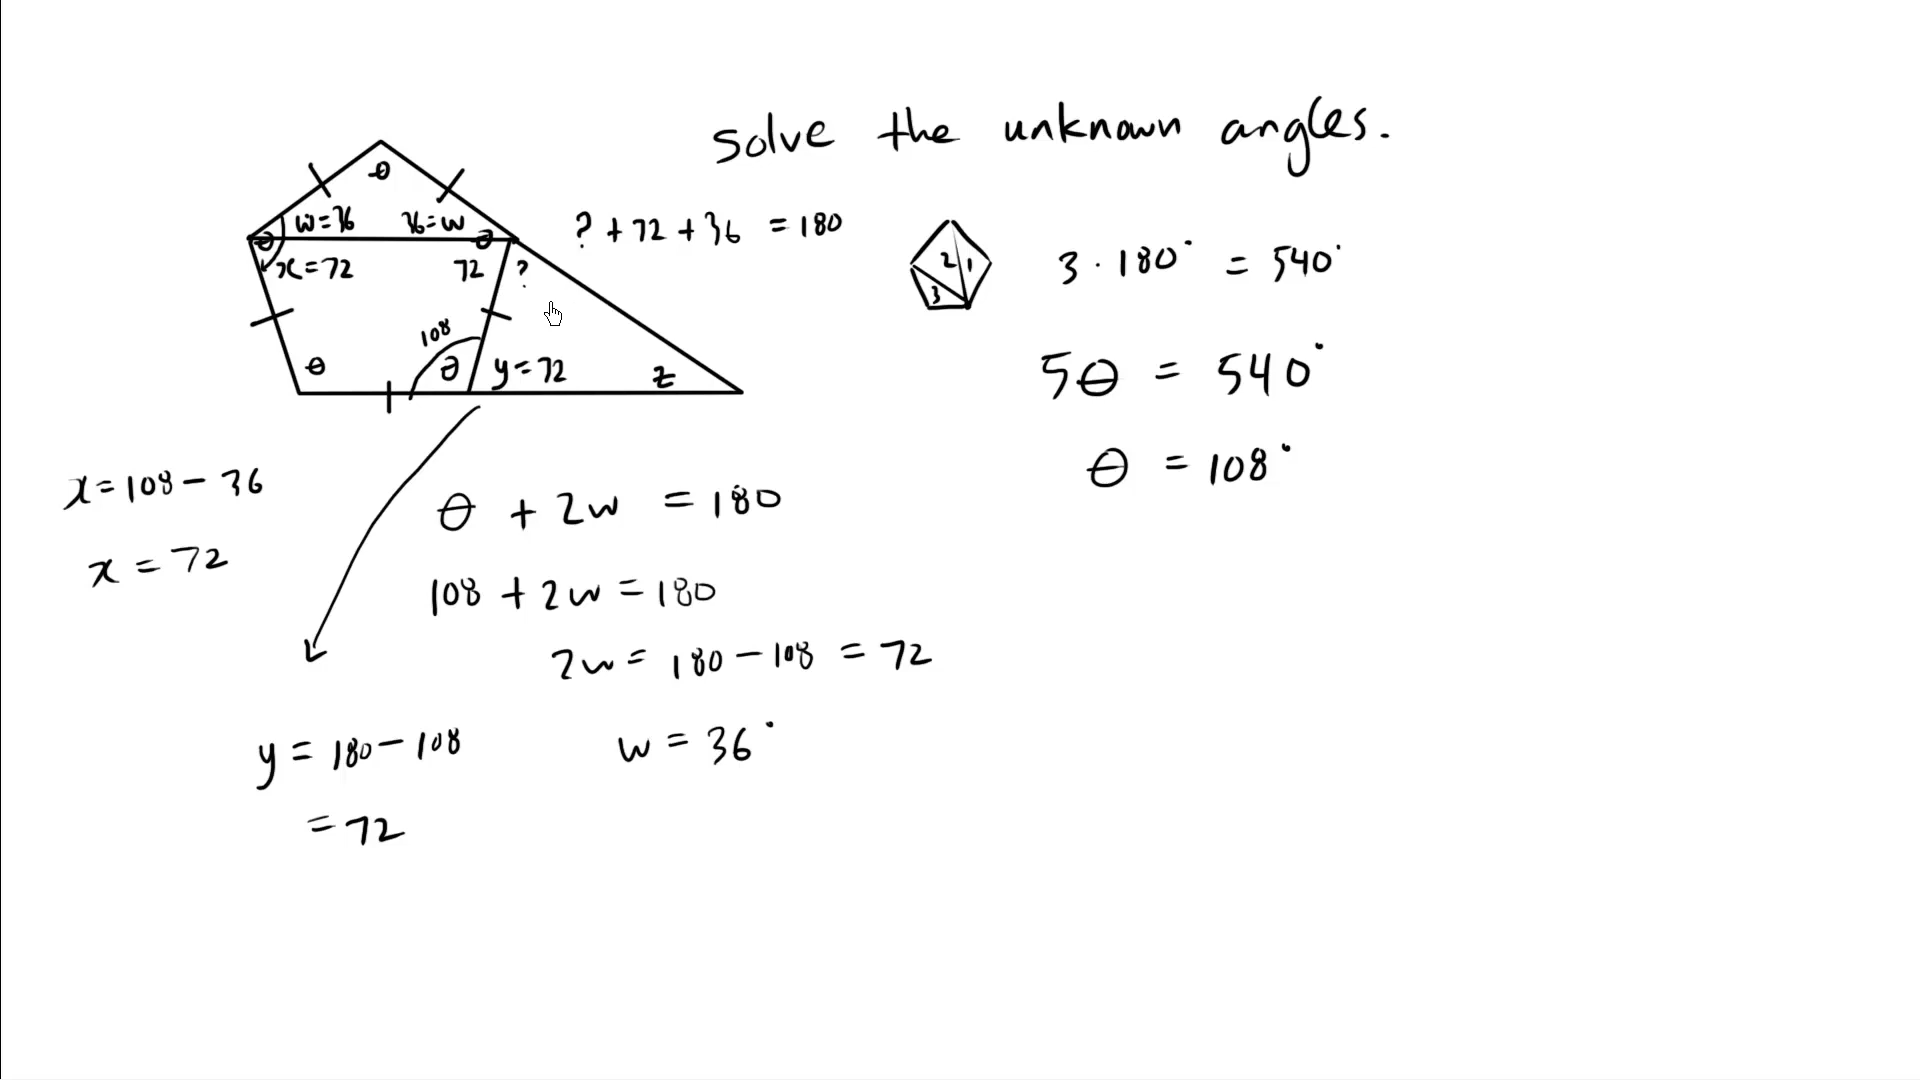 solve the unknown angles.
θ
w=36 36=w
θ θ
x=72 72 ?
? + 72 + 36 = 180
2 1
3
3 · 180° = 540°
108
θ θ y=72 z
5θ = 540°
θ = 108°
x = 108 - 36
x = 72
θ + 2w = 180
108 + 2w = 180
2w = 180 - 108 = 72
w = 36°
y = 180 - 108
= 72